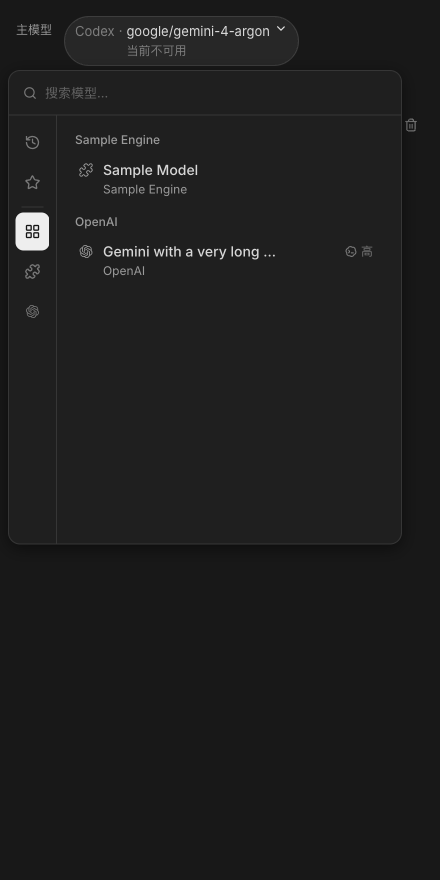 主模型
Codex · google/gemini-4-argon
当前不可用
搜索模型...
Sample Engine
Sample Model
Sample Engine
OpenAI
Gemini with a very long ...
高
OpenAI